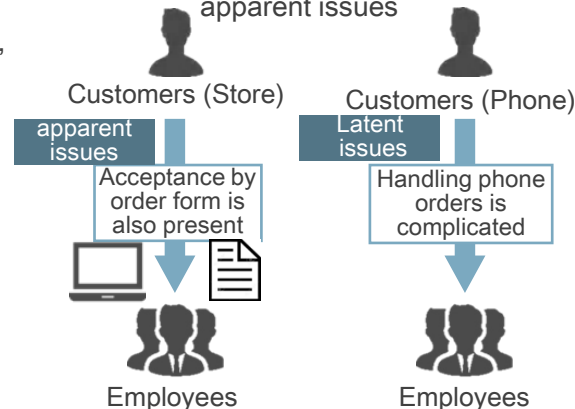 apparent issues
,
Customers (Store)
apparent
issues
Acceptance by
order form is
also present
Employees
Customers (Phone)
Latent
issues
Handling phone
orders is
complicated
Employees